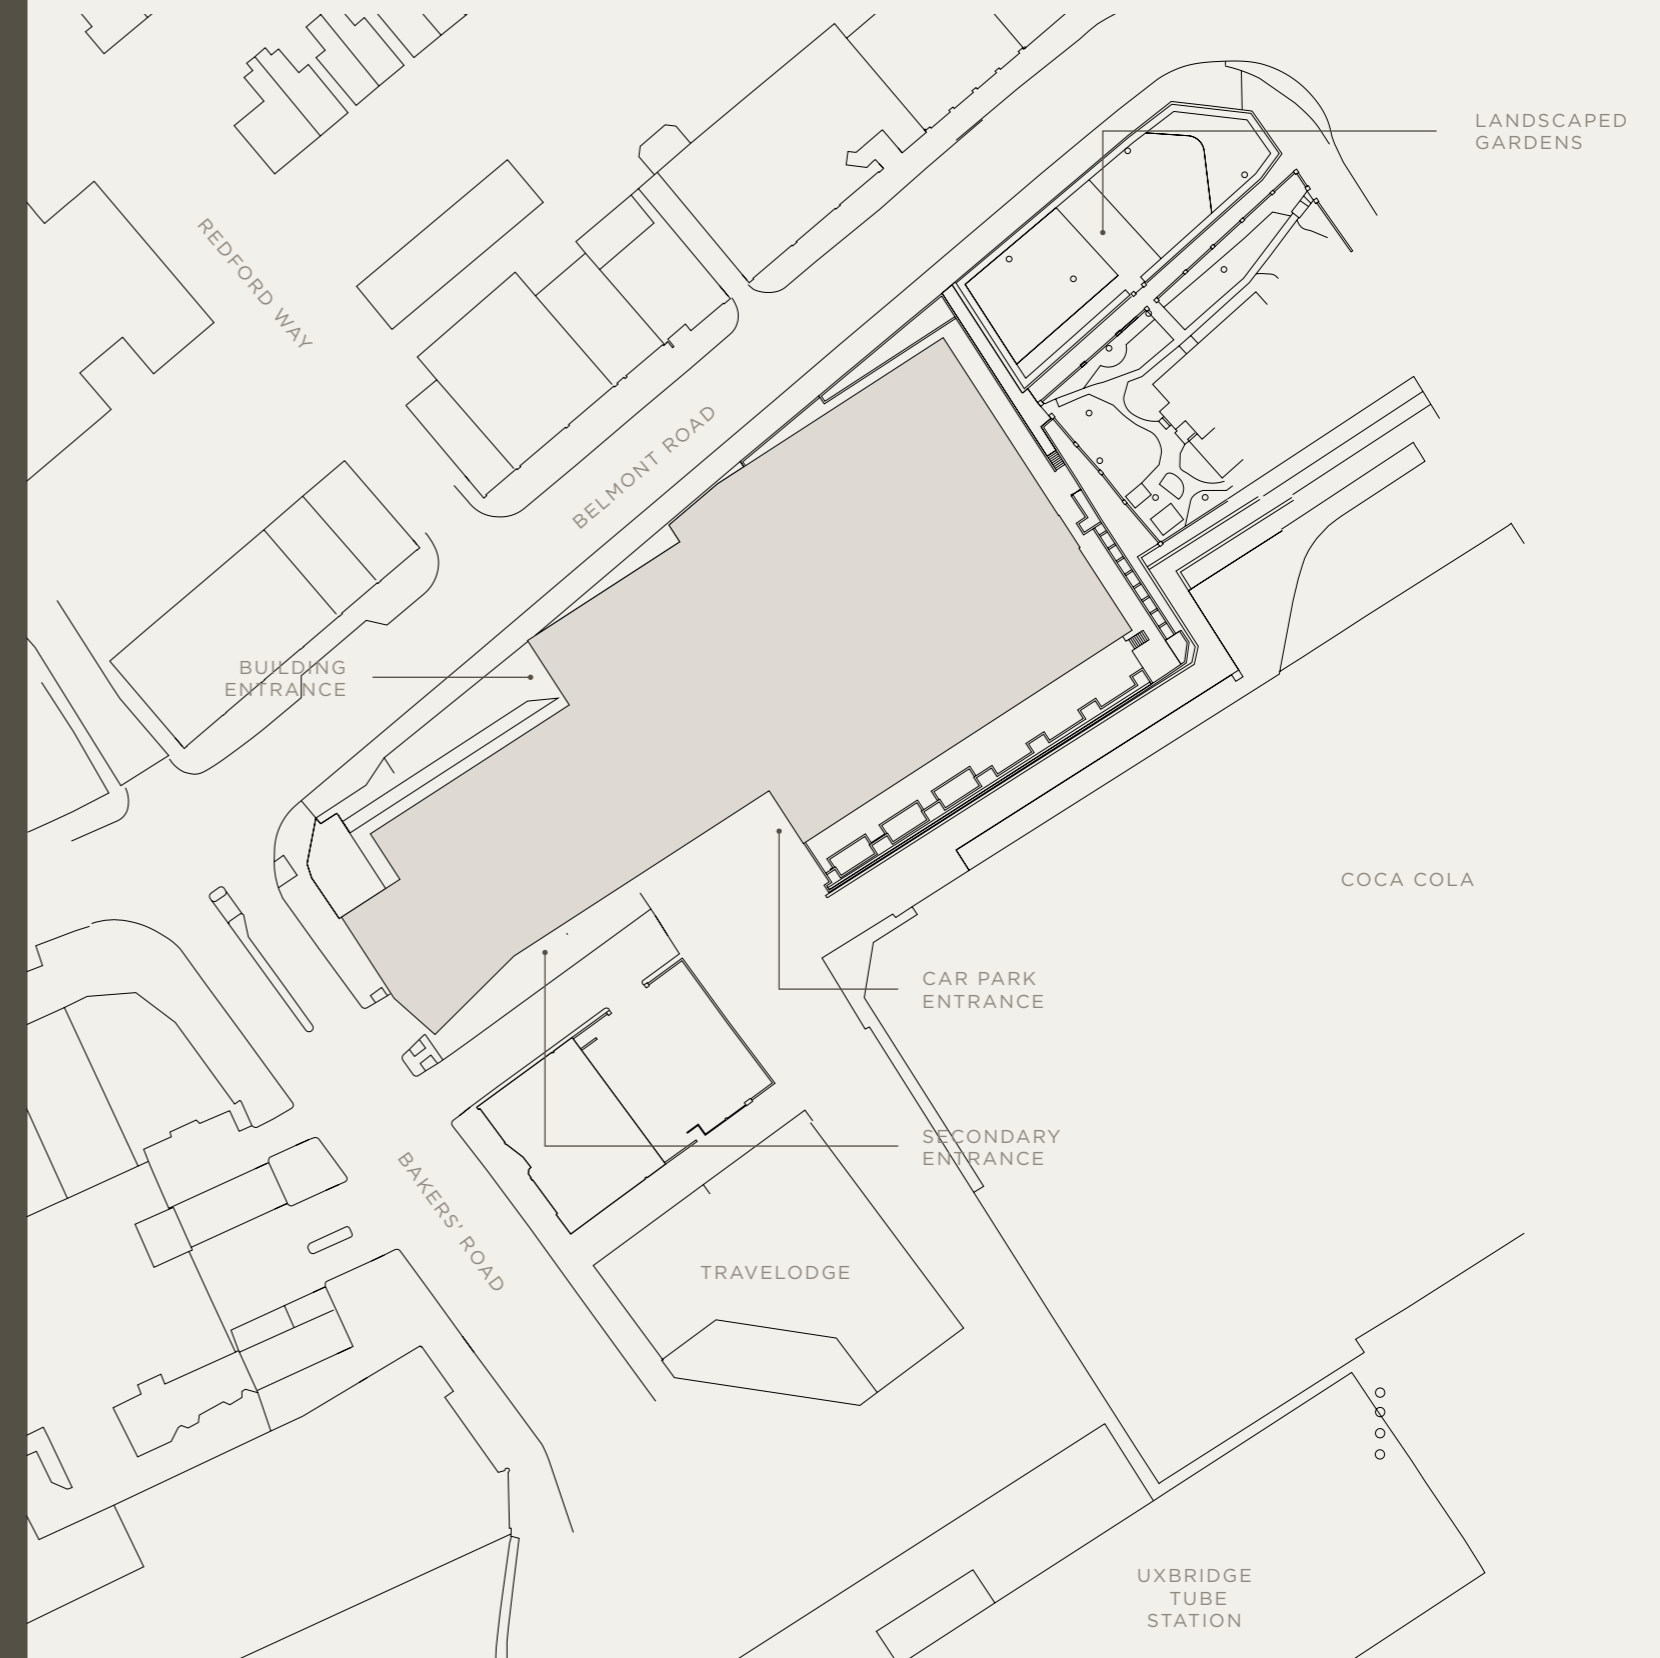 LANDSCAPED
GARDENS
REDFORD WAY
BELMONT ROAD
BUILDING
ENTRANCE
COCA COLA
CAR PARK
ENTRANCE
SECONDARY
ENTRANCE
BAKERS' ROAD
TRAVELODGE
UXBRIDGE
TUBE
STATION